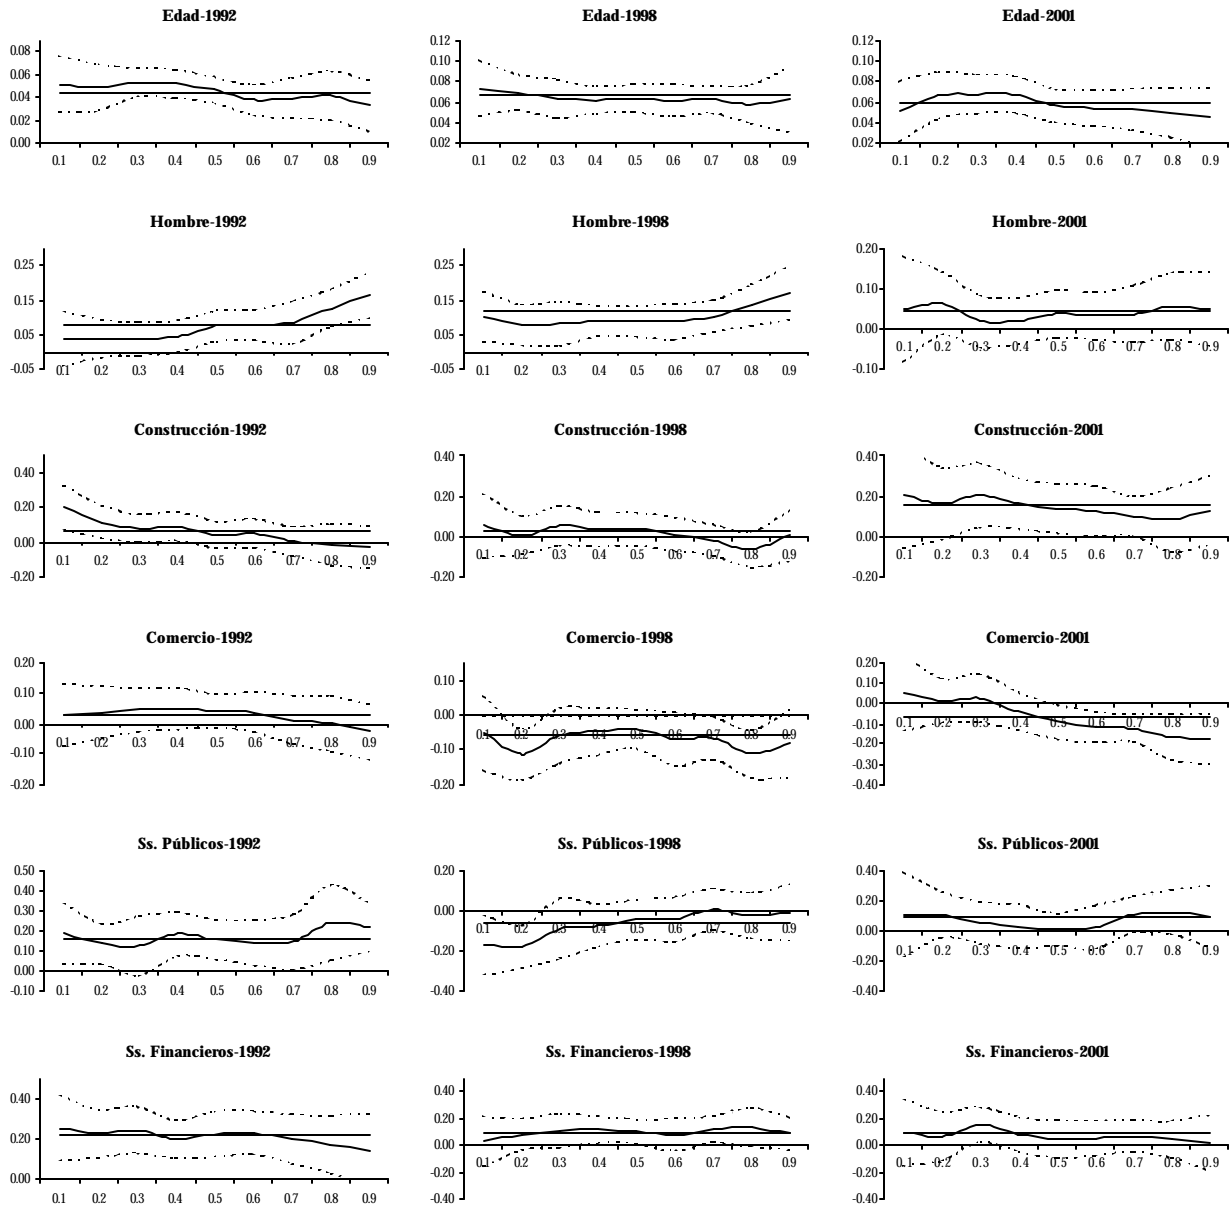 Edad-1992
0.08
0.06
0.04
0.02
0.00
0.1 0.2 0.3 0.4 0.5 0.6 0.7 0.8 0.9
Edad-1998
0.12
0.10
0.08
0.06
0.04
0.02
0.1 0.2 0.3 0.4 0.5 0.6 0.7 0.8 0.9
Edad-2001
0.12
0.10
0.08
0.06
0.04
0.02
0.1 0.2 0.3 0.4 0.5 0.6 0.7 0.8 0.9
Hombre-1992
0.25
0.15
0.05
-0.05
0.1 0.2 0.3 0.4 0.5 0.6 0.7 0.8 0.9
Hombre-1998
0.25
0.15
0.05
-0.05
0.1 0.2 0.3 0.4 0.5 0.6 0.7 0.8 0.9
Hombre-2001
0.20
0.10
0.00
-0.10
0.1 0.2 0.3 0.4 0.5 0.6 0.7 0.8 0.9
Construcción-1992
0.40
0.20
0.00
-0.20
0.1 0.2 0.3 0.4 0.5 0.6 0.7 0.8 0.9
Construcción-1998
0.40
0.20
0.00
-0.20
0.1 0.2 0.3 0.4 0.5 0.6 0.7 0.8 0.9
Construcción-2001
0.40
0.20
0.00
-0.20
0.1 0.2 0.3 0.4 0.5 0.6 0.7 0.8 0.9
Comercio-1992
0.20
0.10
0.00
-0.10
-0.20
0.1 0.2 0.3 0.4 0.5 0.6 0.7 0.8 0.9
Comercio-1998
0.10
0.00
-0.10
-0.20
0.1 0.2 0.3 0.4 0.5 0.6 0.7 0.8 0.9
Comercio-2001
0.20
0.10
0.00
-0.10
-0.20
-0.30
-0.40
0.1 0.2 0.3 0.4 0.5 0.6 0.7 0.8 0.9
Ss. Públicos-1992
0.50
0.40
0.30
0.20
0.10
0.00
-0.10
0.1 0.2 0.3 0.4 0.5 0.6 0.7 0.8 0.9
Ss. Públicos-1998
0.20
0.00
-0.20
-0.40
0.1 0.2 0.3 0.4 0.5 0.6 0.7 0.8 0.9
Ss. Públicos-2001
0.40
0.20
0.00
-0.20
-0.40
0.1 0.2 0.3 0.4 0.5 0.6 0.7 0.8 0.9
Ss. Financieros-1992
0.40
0.20
0.00
0.1 0.2 0.3 0.4 0.5 0.6 0.7 0.8 0.9
Ss. Financieros-1998
0.40
0.20
0.00
-0.20
-0.40
0.1 0.2 0.3 0.4 0.5 0.6 0.7 0.8 0.9
Ss. Financieros-2001
0.40
0.20
0.00
-0.20
-0.40
0.1 0.2 0.3 0.4 0.5 0.6 0.7 0.8 0.9